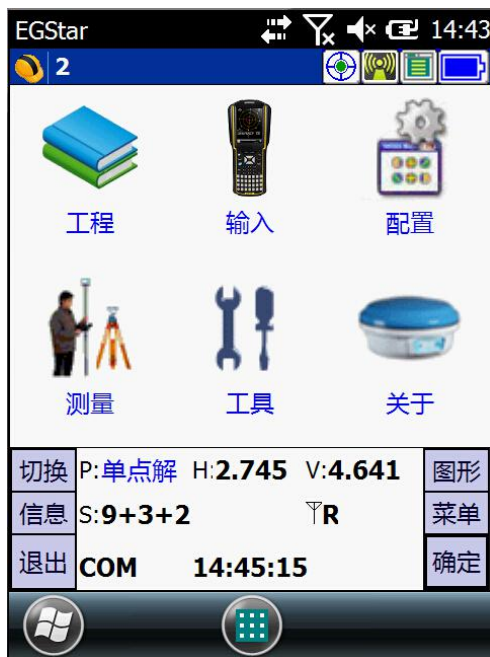 EGStar 14:43
2
工程 输入 配置
测量 工具 关于
切换 P:单点解 H:2.745 V:4.641 图形
信息 S:9+3+2 R 菜单
退出 COM 14:45:15 确定